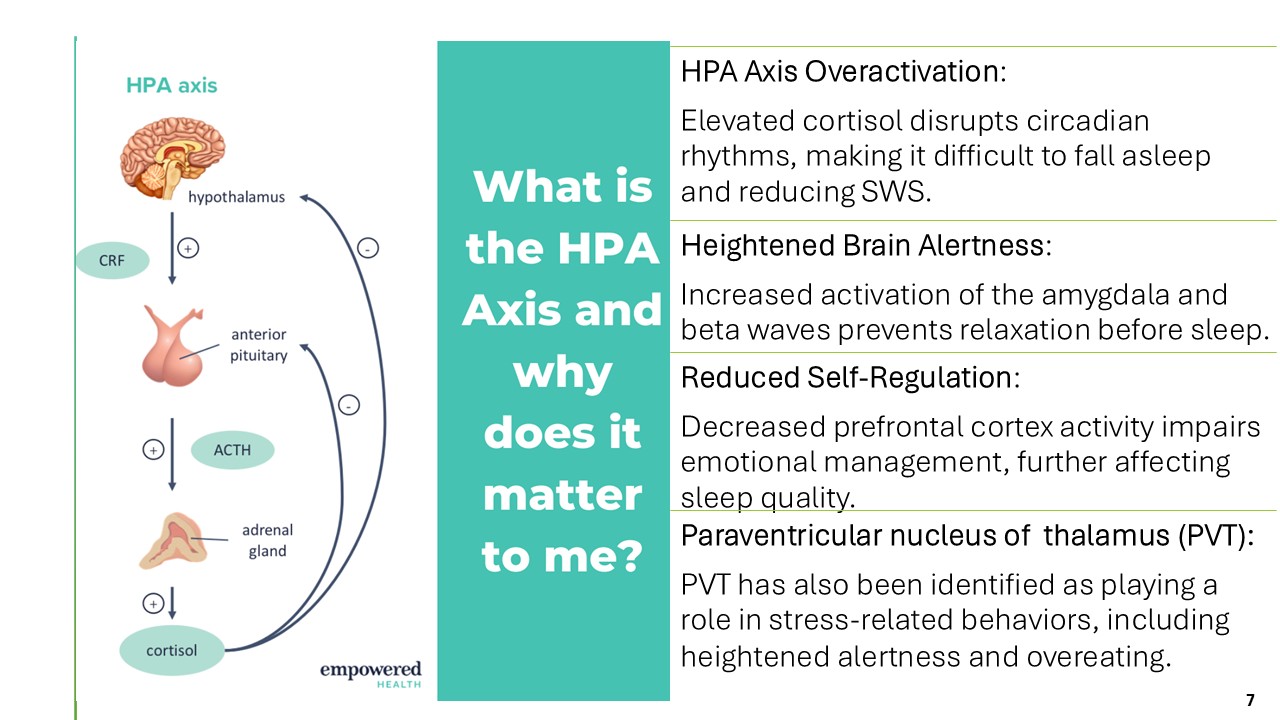 HPA axis
hypothalamus
+
-
CRF
anterior
pituitary
-
+
ACTH
adrenal
gland
+
cortisol
empowered
HEALTH
What is
the HPA
Axis and
why
does it
matter
to me?
HPA Axis Overactivation:
Elevated cortisol disrupts circadian
rhythms, making it difficult to fall asleep
and reducing SWS.
Heightened Brain Alertness:
Increased activation of the amygdala and
beta waves prevents relaxation before sleep.
Reduced Self-Regulation:
Decreased prefrontal cortex activity impairs
emotional management, further affecting
sleep quality.
Paraventricular nucleus of  thalamus (PVT):
PVT has also been identified as playing a
role in stress-related behaviors, including
heightened alertness and overeating.
7